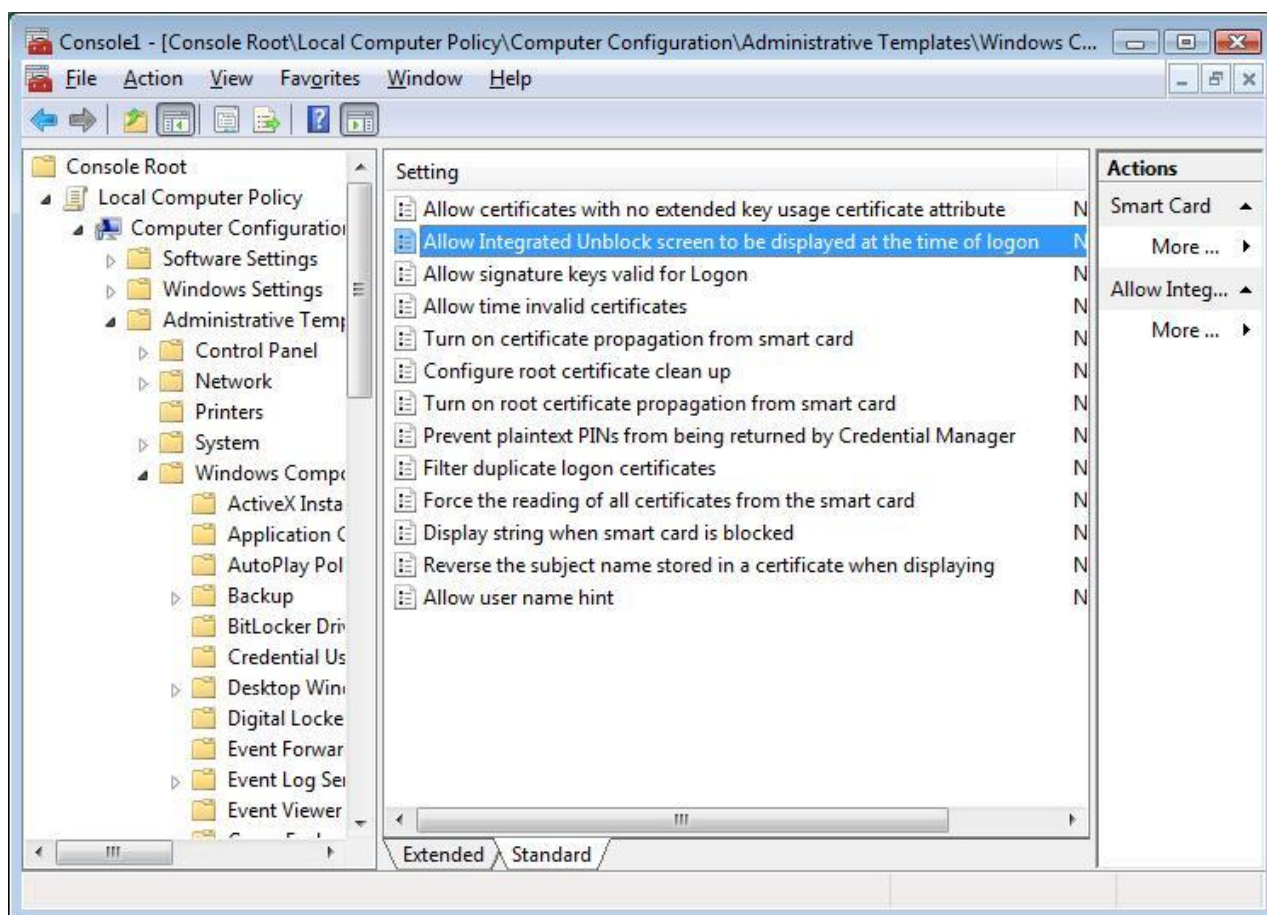 Console1 - [Console Root\Local Computer Policy\Computer Configuration\Administrative Templates\Windows C...
File Action View Favorites Window Help
Console Root
Local Computer Policy
Computer Configuration
Software Settings
Windows Settings
Administrative Temp
Control Panel
Network
Printers
System
Windows Compo
ActiveX Insta
Application C
AutoPlay Pol
Backup
BitLocker Driv
Credential Us
Desktop Wind
Digital Locke
Event Forwar
Event Log Ser
Event Viewer
Setting
Allow certificates with no extended key usage certificate attribute N
Allow Integrated Unblock screen to be displayed at the time of logon N
Allow signature keys valid for Logon N
Allow time invalid certificates N
Turn on certificate propagation from smart card N
Configure root certificate clean up N
Turn on root certificate propagation from smart card N
Prevent plaintext PINs from being returned by Credential Manager N
Filter duplicate logon certificates N
Force the reading of all certificates from the smart card N
Display string when smart card is blocked N
Reverse the subject name stored in a certificate when displaying N
Allow user name hint N
Extended Standard
Actions
Smart Card
More ...
Allow Integ...
More ...